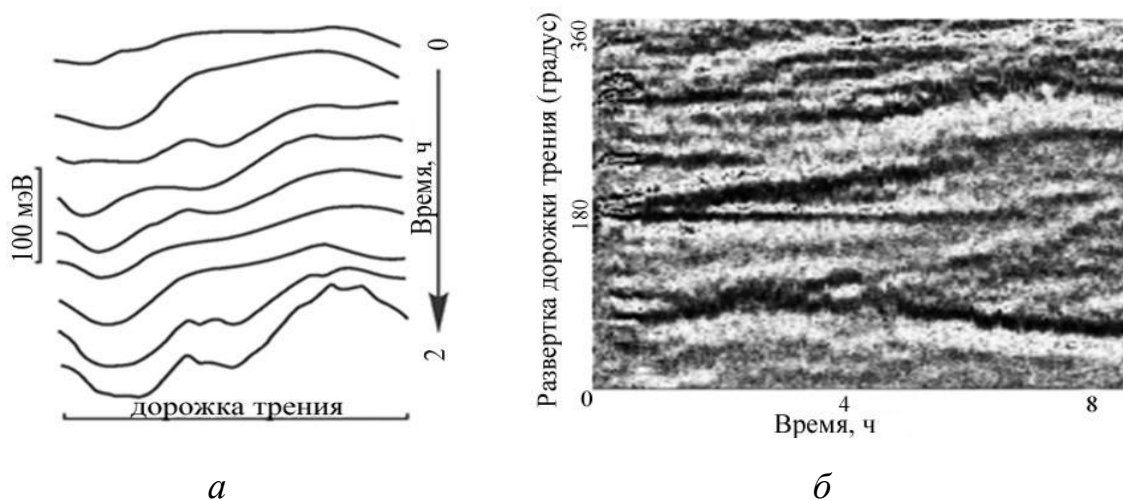 100 мэВ
0
Время, ч
2
дорожка трения
а
Развертка дорожки трения (градус)
360
180
0
4
8
Время, ч
б